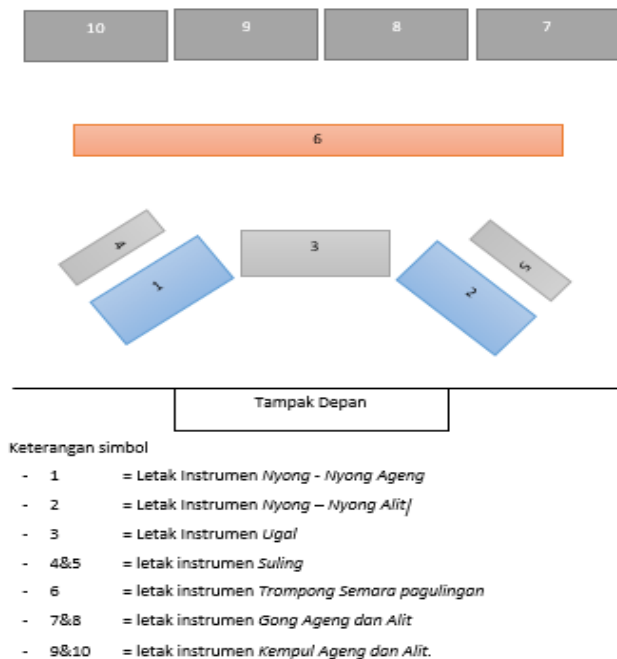 10 9 8 7
6
4 3 5
1 2
Tampak Depan
Keterangan simbol
- 1 = Letak Instrumen Nyong - Nyong Ageng
- 2 = Letak Instrumen Nyong – Nyong Alit|
- 3 = Letak Instrumen Ugal
- 4&5 = letak instrumen Suling
- 6 = letak instrumen Trompong Semara pagulingan
- 7&8 = letak instrumen Gong Ageng dan Alit
- 9&10 = letak instrumen Kempul Ageng dan Alit.